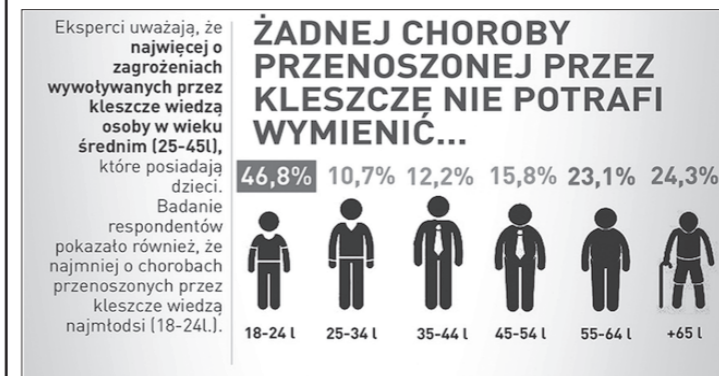 Eksperci uważają, że
najwięcej o
zagrożeniach
wywoływanych przez
kleszcze wiedzą
osoby w wieku
średnim (25-45l),
które posiadają
dzieci.
Badanie
respondentów
pokazało również, że
najmniej o chorobach
przenoszonych przez
kleszcze wiedzą
najmłodsi (18-24l.).
ŻADNEJ CHOROBY
PRZENOSZONEJ PRZEZ
KLESZCZE NIE POTRAFI
WYMIENIĆ...
46,8% 10,7% 12,2% 15,8% 23,1% 24,3%
18-24 l 25-34 l 35-44 l 45-54 l 55-64 l +65 l